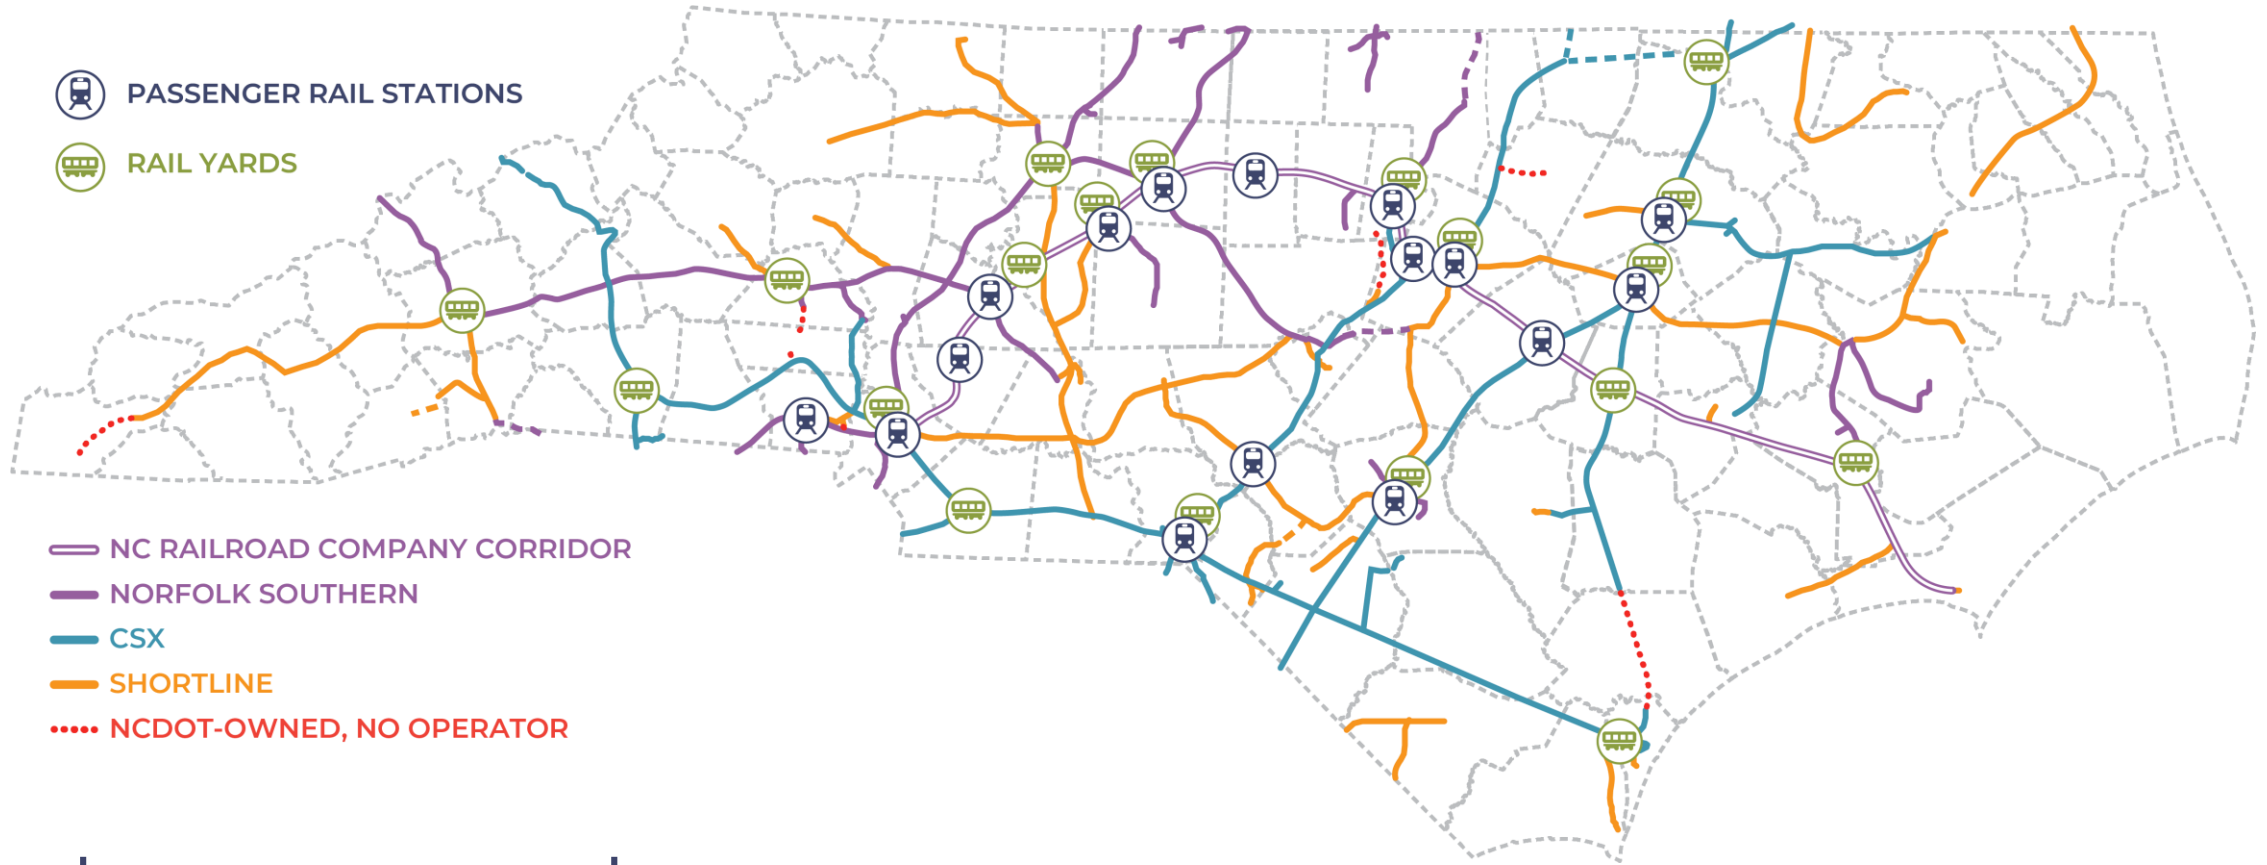 PASSENGER RAIL STATIONS
RAIL YARDS
NC RAILROAD COMPANY CORRIDOR
NORFOLK SOUTHERN
CSX
SHORTLINE
NCDOT-OWNED, NO OPERATOR